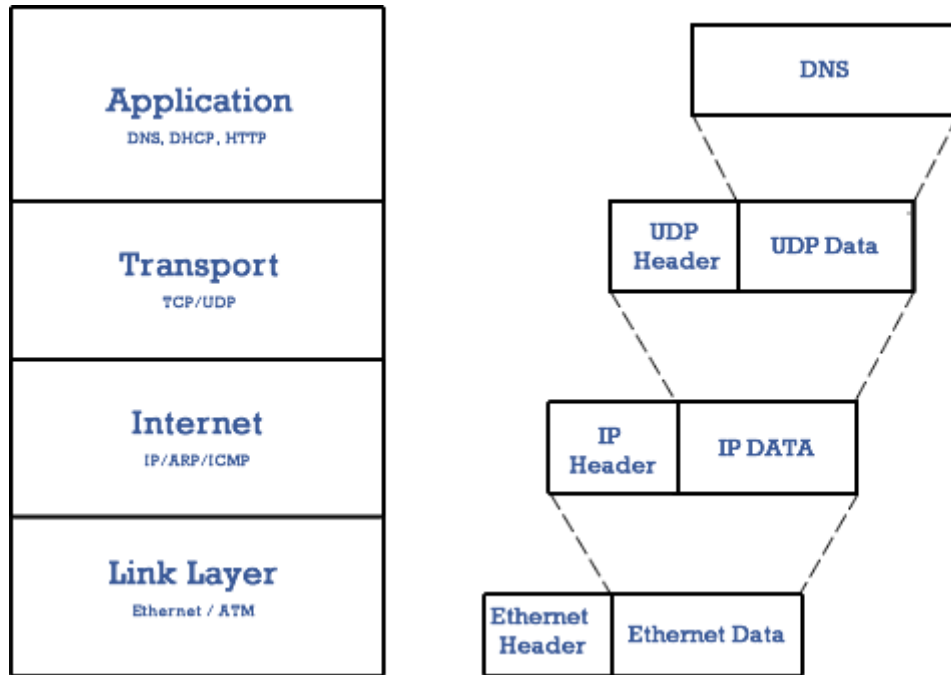 Application
DNS, DHCP, HTTP
Transport
TCP/UDP
Internet
IP/ARP/ICMP
Link Layer
Ethernet / ATM
DNS
UDP
Header
UDP Data
IP
Header
IP DATA
Ethernet
Header
Ethernet Data